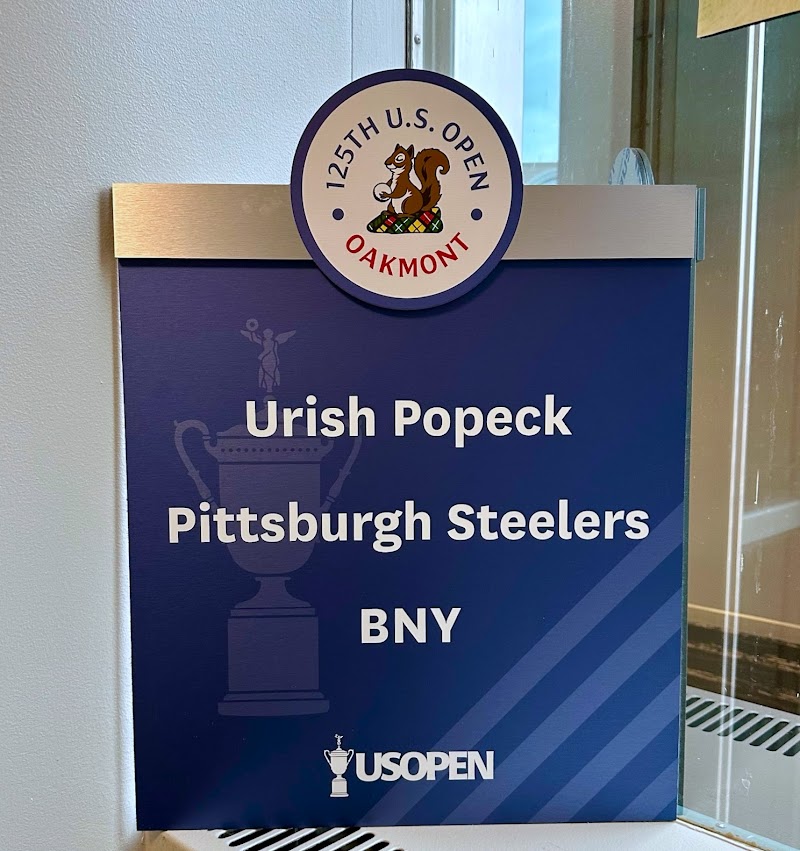 125TH U.S. OPEN
OAKMONT
Urish Popeck
Pittsburgh Steelers
BNY
USOPEN